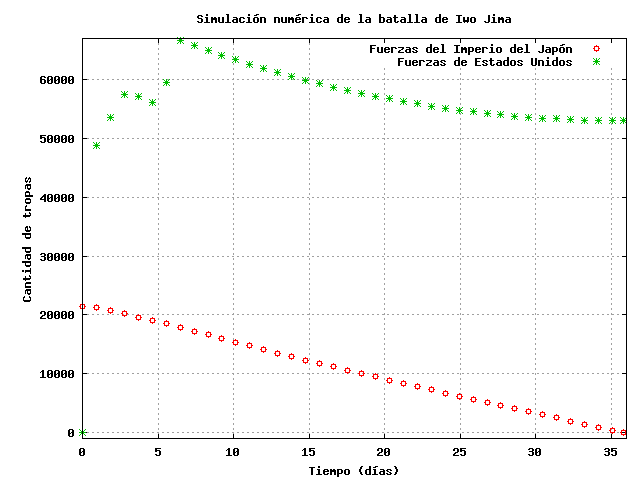 Simulación numérica de la batalla de Iwo Jima
Fuerzas del Imperio del Japón
Fuerzas de Estados Unidos
60000
50000
40000
30000
20000
10000
0
Cantidad de tropas
0 5 10 15 20 25 30 35
Tiempo (días)